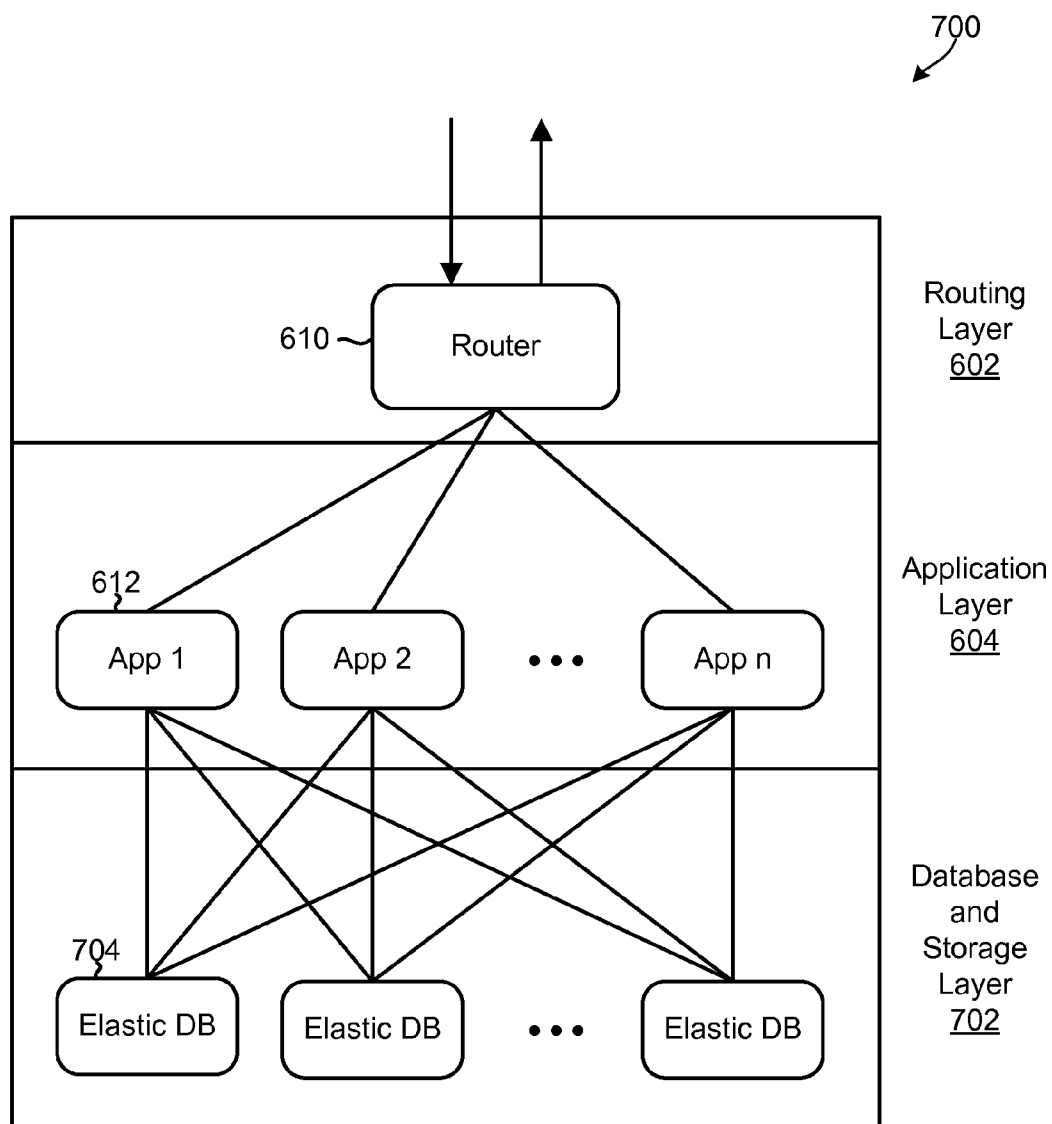 700
610
Router
Routing
Layer
602
612
App 1
App 2
•••
App n
Application
Layer
604
704
Elastic DB
Elastic DB
•••
Elastic DB
Database
and
Storage
Layer
702